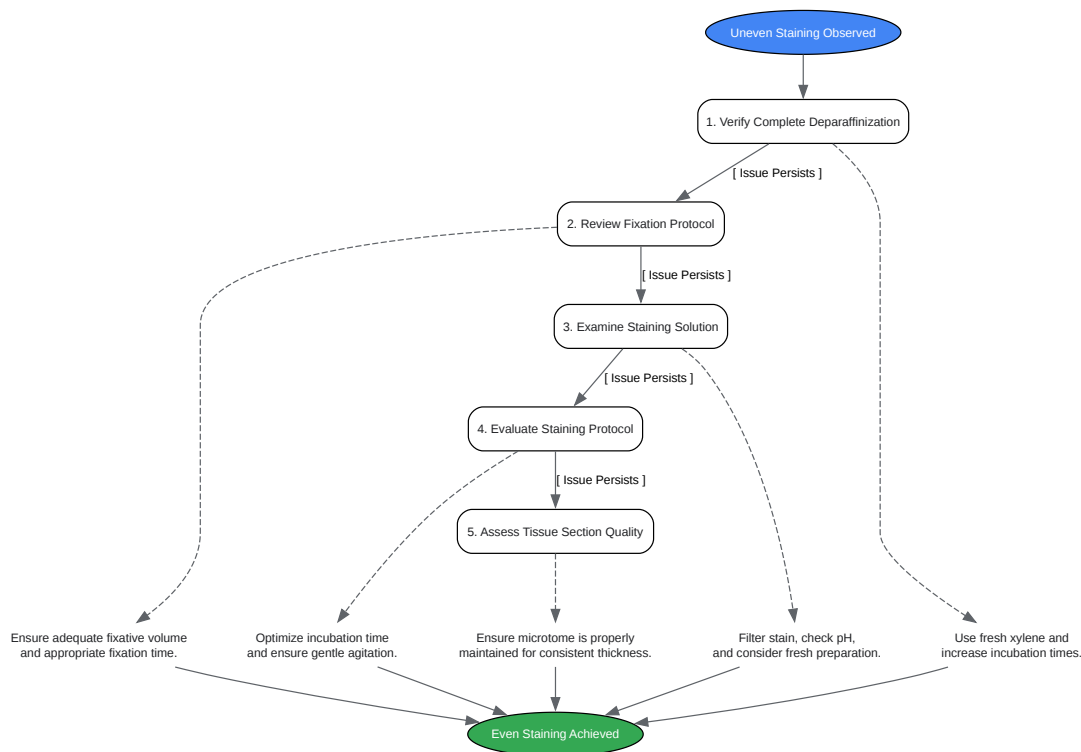 Uneven Staining Observed
1. Verify Complete Deparaffinization
[ Issue Persists ]
2. Review Fixation Protocol
[ Issue Persists ]
3. Examine Staining Solution
[ Issue Persists ]
4. Evaluate Staining Protocol
[ Issue Persists ]
5. Assess Tissue Section Quality
Ensure adequate fixative volume
and appropriate fixation time.
Optimize incubation time
and ensure gentle agitation.
Ensure microtome is properly
maintained for consistent thickness.
Filter stain, check pH,
and consider fresh preparation.
Use fresh xylene and
increase incubation times.
Even Staining Achieved